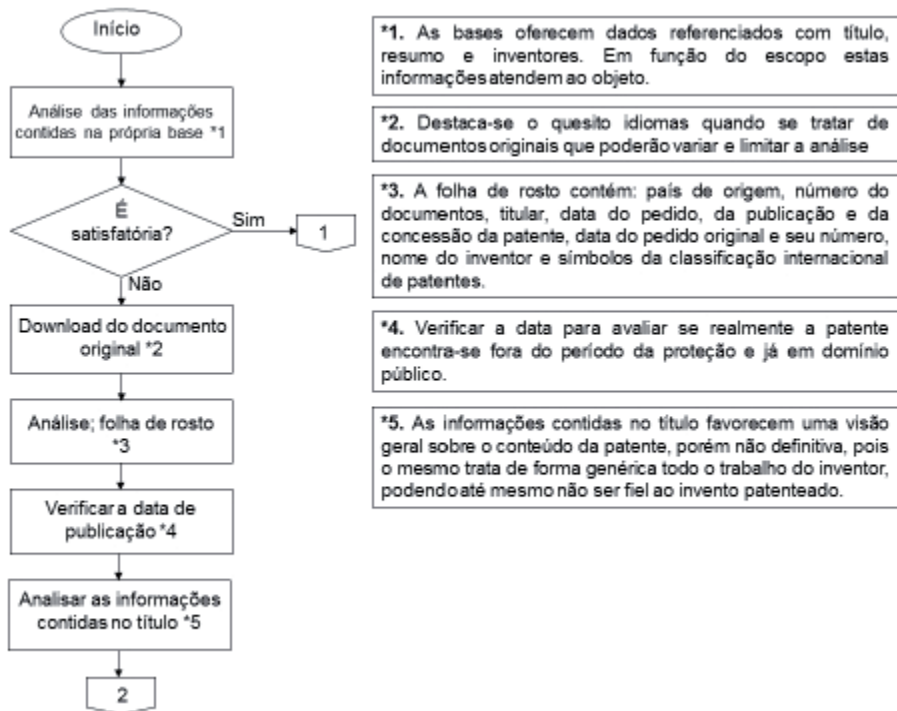 Início
Análise das informações
contidas na própria base *1
É
satisfatória?
Sim
1
Não
Download do documento
original *2
Análise; folha de rosto
*3
Verificar a data de
publicação *4
Analisar as informações
contidas no título *5
2
*1. As bases oferecem dados referenciados com título,
resumo e inventores. Em função do escopo estas
informações atendem ao objeto.
*2. Destaca-se o quesito idiomas quando se tratar de
documentos originais que poderão variar e limitar a análise
*3. A folha de rosto contém: país de origem, número do
documentos, titular, data do pedido, da publicação e da
concessão da patente, data do pedido original e seu número,
nome do inventor e símbolos da classificação internacional
de patentes.
*4. Verificar a data para avaliar se realmente a patente
encontra-se fora do período da proteção e já em domínio
público.
*5. As informações contidas no título favorecem uma visão
geral sobre o conteúdo da patente, porém não definitiva, pois
o mesmo trata de forma genérica todo o trabalho do inventor,
podendo até mesmo não ser fiel ao invento patenteado.